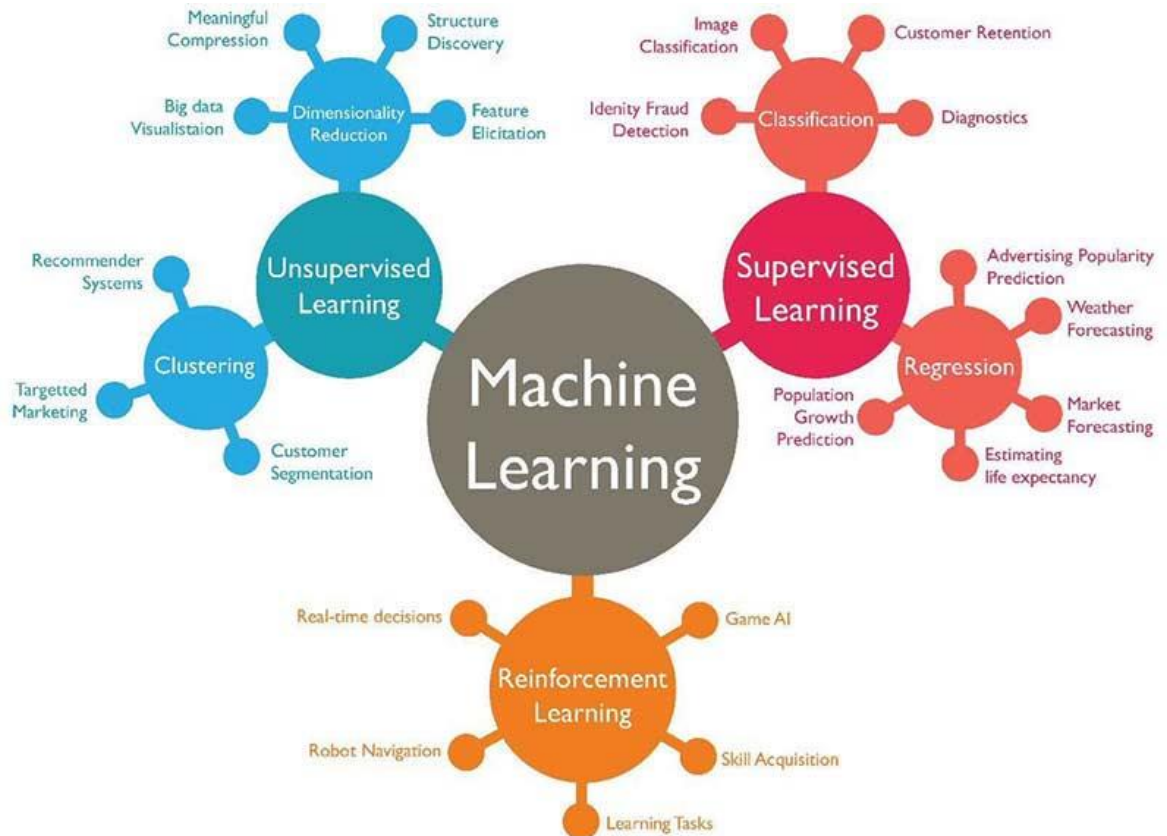 Meaningful
Compression
Structure
Discovery
Big data
Visualistaion
Dimensionality
Reduction
Feature
Elicitation
Image
Classification
Customer Retention
Idenity Fraud
Detection
Classification
Diagnostics
Recommender
Systems
Unsupervised
Learning
Clustering
Targetted
Marketing
Customer
Segmentation
Machine
Learning
Supervised
Learning
Advertising Popularity
Prediction
Weather
Forecasting
Regression
Population
Growth
Prediction
Market
Forecasting
Estimating
life expectancy
Real-time decisions
Game AI
Reinforcement
Learning
Robot Navigation
Skill Acquisition
Learning Tasks